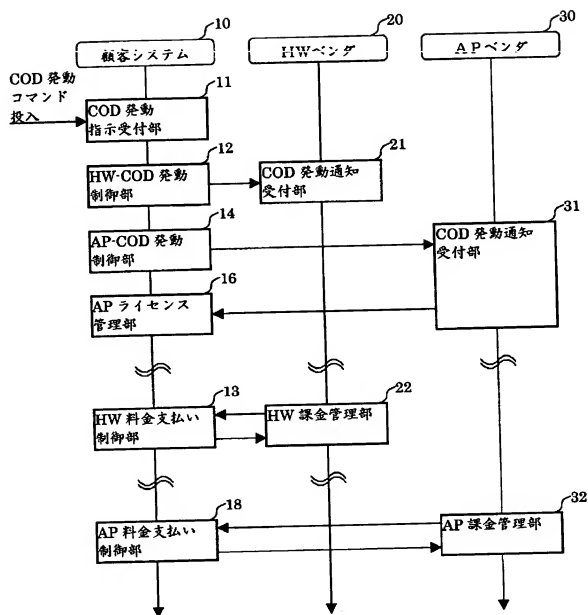 10
20
30
顧客システム
HWベンダ
APベンダ
COD 発動
コマンド
投入
11
COD 発動
指示受付部
12
HW-COD 発動
制御部
21
COD 発動通知
受付部
14
AP-COD 発動
制御部
31
COD 発動通知
受付部
16
AP ライセンス
管理部
13
HW 料金支払い
制御部
22
HW 課金管理部
18
AP 料金支払い
制御部
32
AP 課金管理部